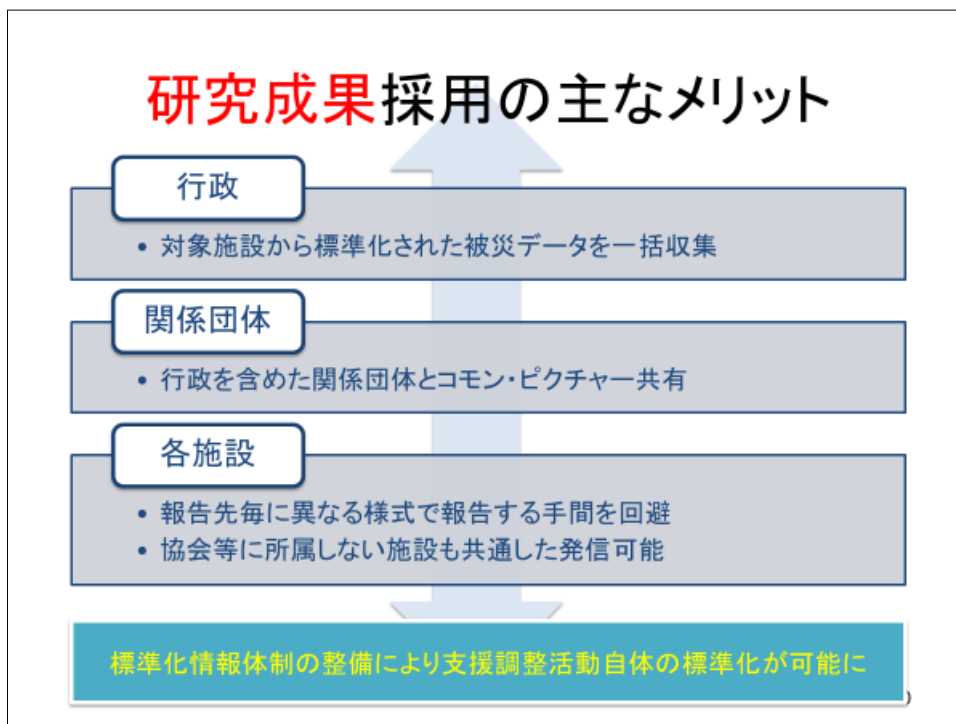 研究成果採用の主なメリット
行政
• 対象施設から標準化された被災データを一括収集
関係団体
• 行政を含めた関係団体とコモン・ピクチャー共有
各施設
• 報告先毎に異なる様式で報告する手間を回避
• 協会等に所属しない施設も共通した発信可能
標準化情報体制の整備により支援調整活動自体の標準化が可能に